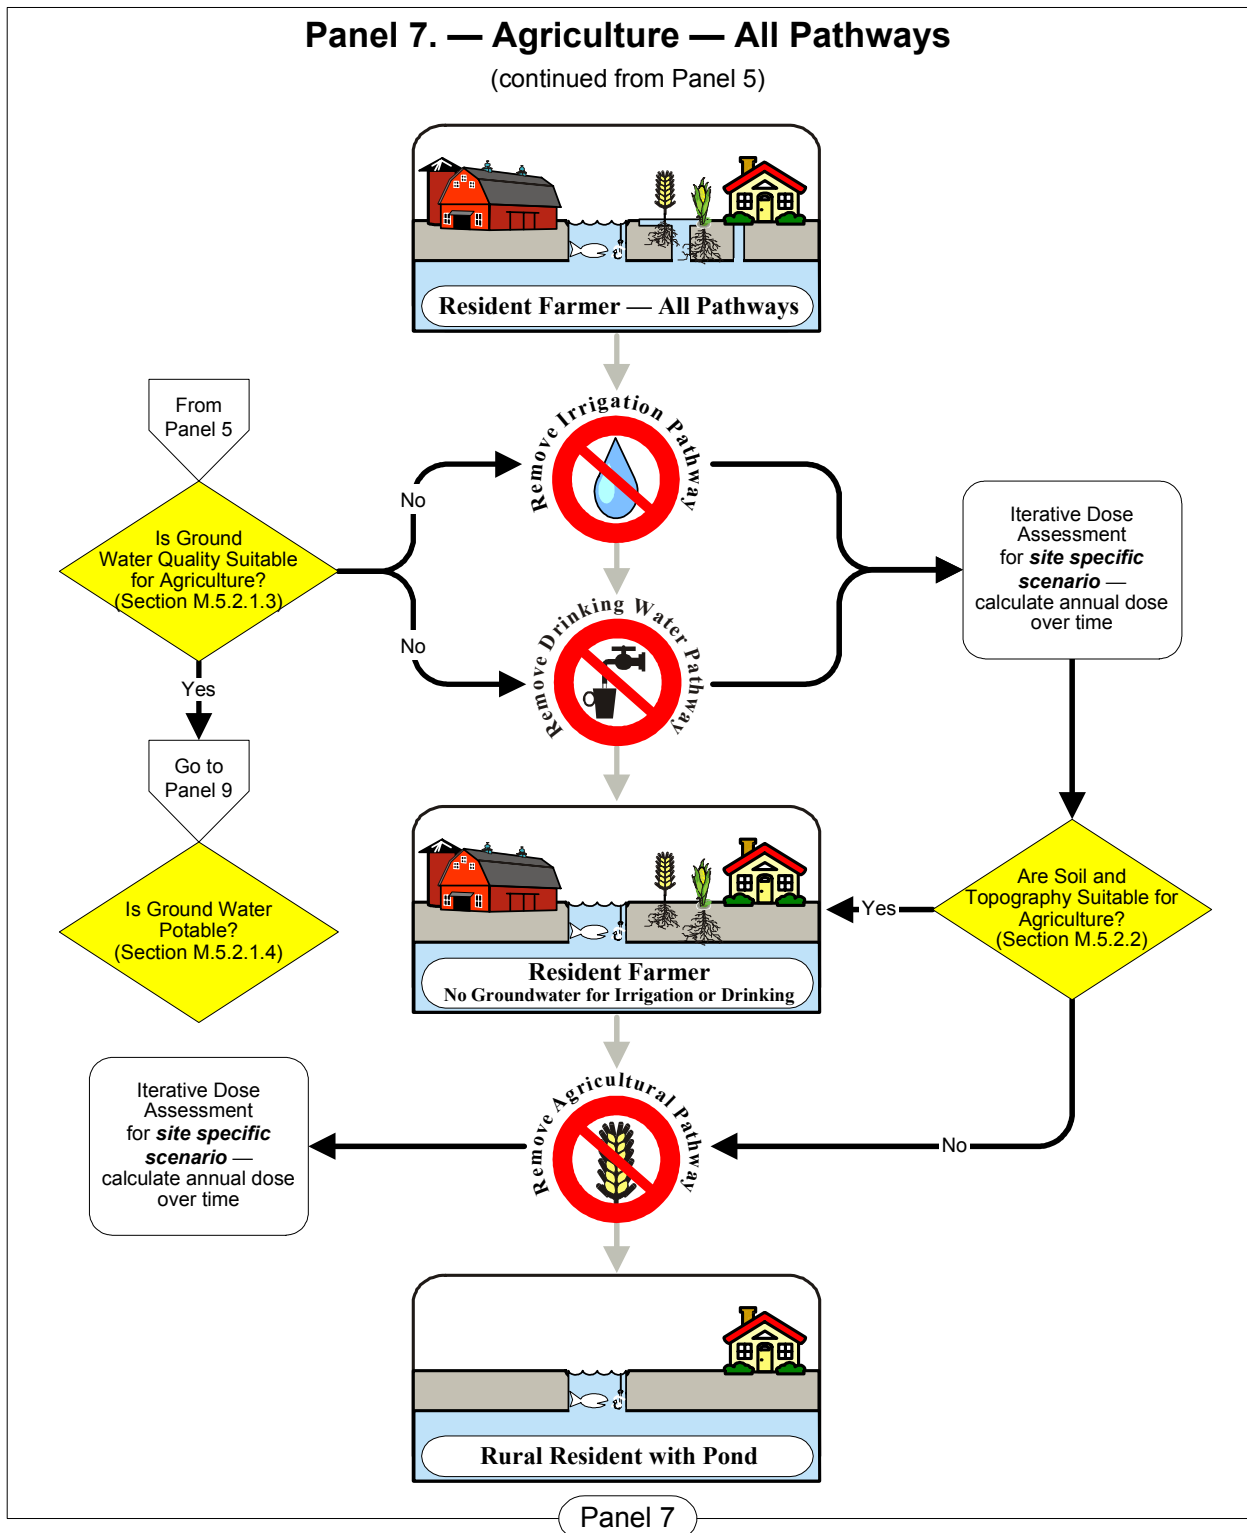 Panel 7. — Agriculture — All Pathways
(continued from Panel 5)
Resident Farmer — All Pathways
From
Panel 5
Remove Irrigation Pathway
No
Is Ground
Water Quality Suitable
for Agriculture?
(Section M.5.2.1.3)
Iterative Dose
Assessment
for site specific
scenario —
calculate annual dose
over time
No
Remove Drinking Water Pathway
Yes
Go to
Panel 9
Is Ground Water
Potable?
(Section M.5.2.1.4)
Are Soil and
Topography Suitable for
Agriculture?
(Section M.5.2.2)
Yes
Resident Farmer
No Groundwater for Irrigation or Drinking
Iterative Dose
Assessment
for site specific
scenario —
calculate annual dose
over time
Remove Agricultural Pathway
No
Rural Resident with Pond
Panel 7